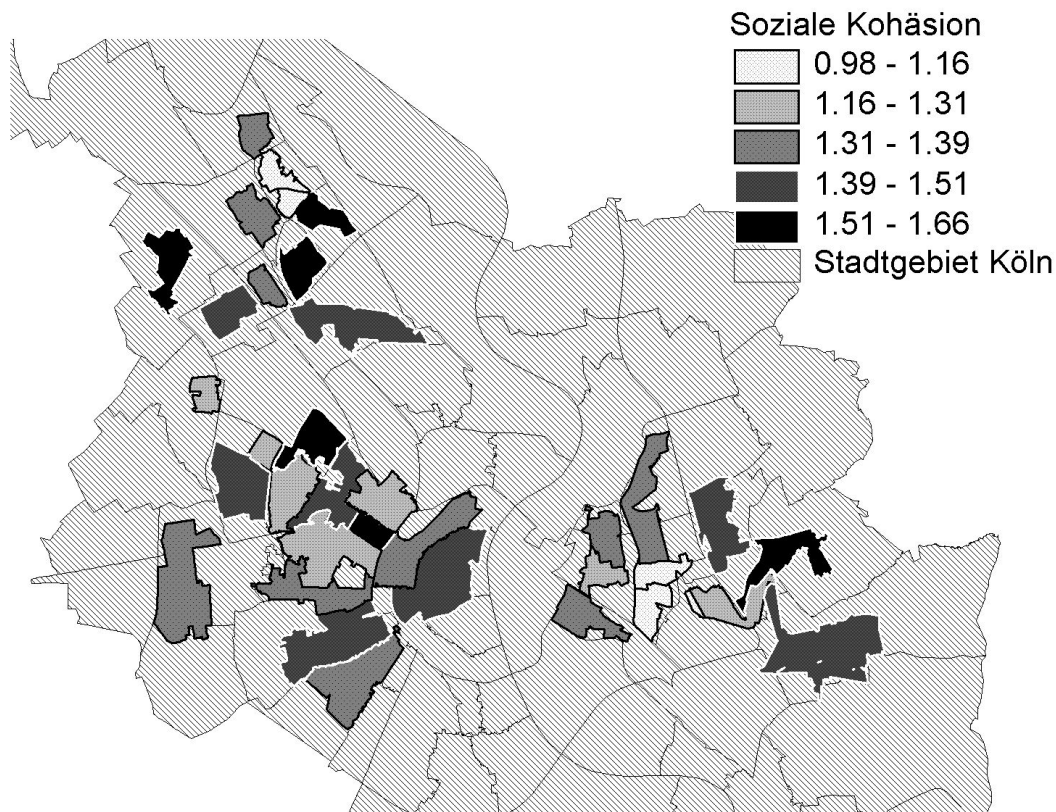 Soziale Kohäsion
0.98 - 1.16
1.16 - 1.31
1.31 - 1.39
1.39 - 1.51
1.51 - 1.66
Stadtgebiet Köln